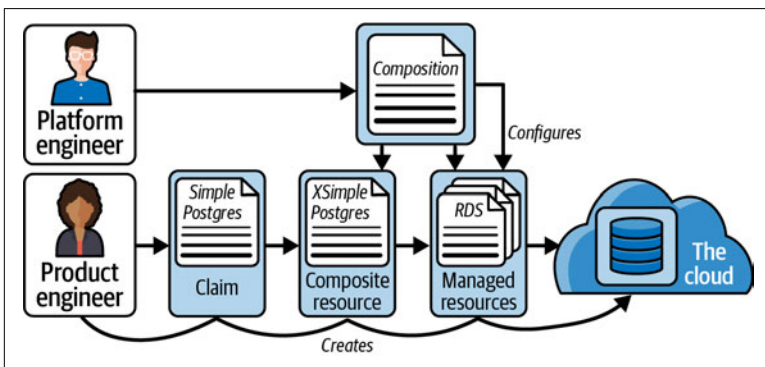 Platform
engineer
Composition
Configures
Product
engineer
Simple
Postgres
Claim
XSimple
Postgres
Composite
resource
RDS
Managed
resources
The
cloud
Creates